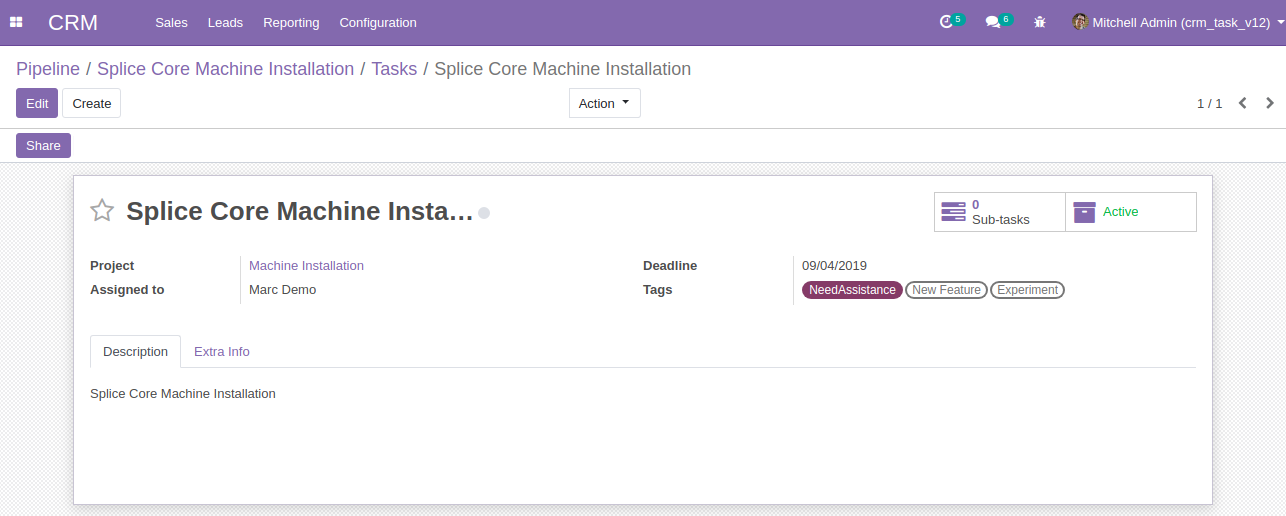 CRM Sales Leads Reporting Configuration 5 6 Mitchell Admin (crm_task_v12)
Pipeline / Splice Core Machine Installation / Tasks / Splice Core Machine Installation
Edit Create Action 1 / 1
Share
Splice Core Machine Insta...
0
Sub-tasks
Active
Project Machine Installation Deadline 09/04/2019
Assigned to Marc Demo Tags NeedAssistance New Feature Experiment
Description Extra Info
Splice Core Machine Installation